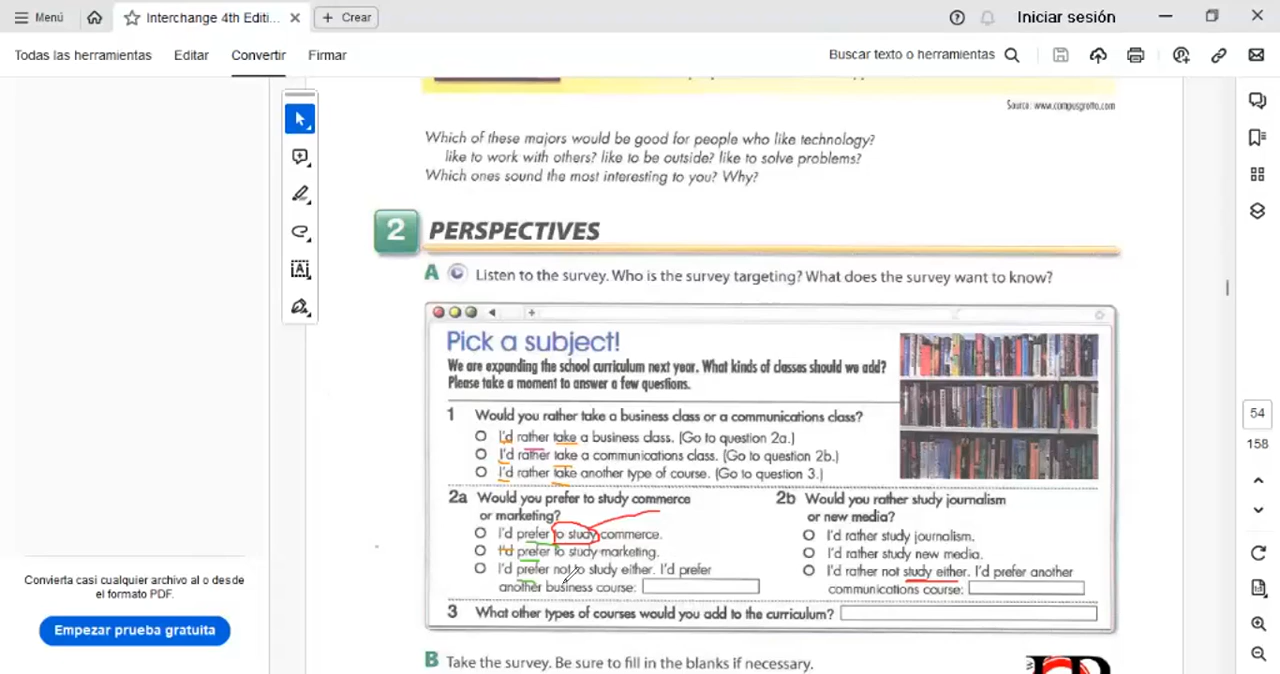 Menú
Interchange 4th Editi...
Crear
Iniciar sesión
Todas las herramientas
Editar
Convertir
Firmar
Buscar texto o herramientas
Source: www.campusgrotto.com
Which of these majors would be good for people who like technology?
like to work with others? like to be outside? like to solve problems?
Which ones sound the most interesting to you? Why?
2 PERSPECTIVES
A Listen to the survey. Who is the survey targeting? What does the survey want to know?
Pick a subject!
We are expanding the school curriculum next year. What kinds of classes should we add?
Please take a moment to answer a few questions.
1 Would you rather take a business class or a communications class?
I'd rather take a business class. (Go to question 2a.)
I'd rather take a communications class. (Go to question 2b.)
I'd rather take another type of course. (Go to question 3.)
2a Would you prefer to study commerce
or marketing?
I'd prefer to study commerce.
I'd prefer to study marketing.
I'd prefer not to study either. I'd prefer
another business course:
2b Would you rather study journalism
or new media?
I'd rather study journalism.
I'd rather study new media.
I'd rather not study either. I'd prefer another
communications course:
3 What other types of courses would you add to the curriculum?
B Take the survey. Be sure to fill in the blanks if necessary.
54
158
Convierta casi cualquier archivo al o desde
el formato PDF.
Empezar prueba gratuita